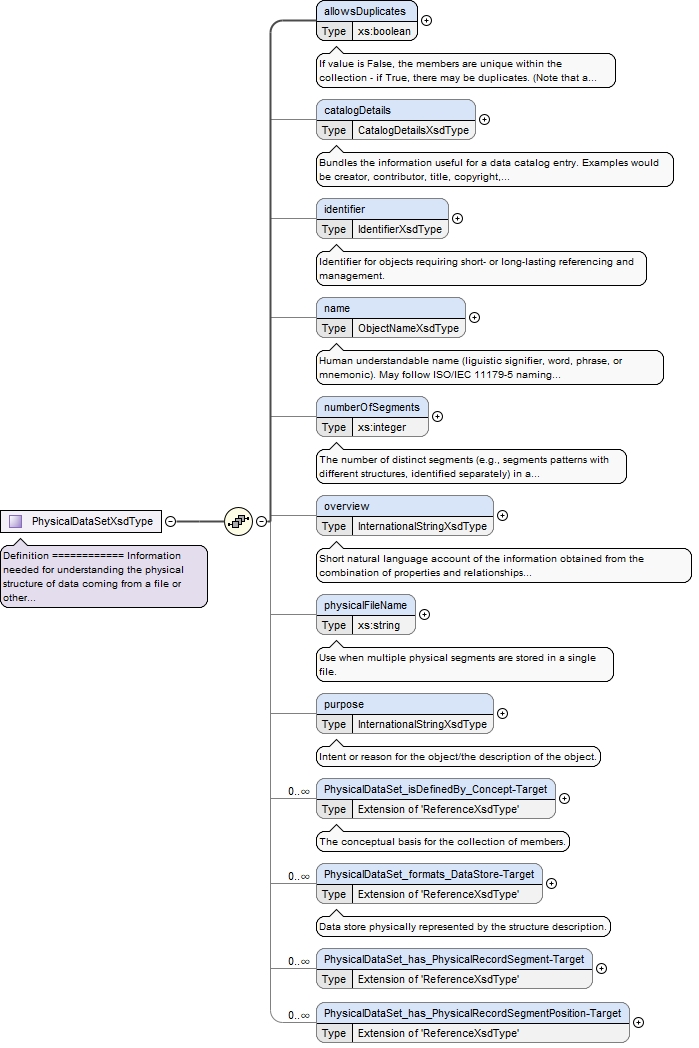 allowsDuplicates
Type xs:boolean
If value is False, the members are unique within the
collection - if True, there may be duplicates. (Note that a...
catalogDetails
Type CatalogDetailsXsdType
Bundles the information useful for a data catalog entry. Examples would
be creator, contributor, title, copyright,...
identifier
Type IdentifierXsdType
Identifier for objects requiring short- or long-lasting referencing and
management.
name
Type ObjectNameXsdType
Human understandable name (liguistic signifier, word, phrase, or
mnemonic). May follow ISO/IEC 11179-5 naming...
numberOfSegments
Type xs:integer
The number of distinct segments (e.g., segments patterns with
different structures, identified separately) in a...
PhysicalDataSetXsdType
Definition ============ Information
needed for understanding the physical
structure of data coming from a file or
other...
overview
Type InternationalStringXsdType
Short natural language account of the information obtained from the
combination of properties and relationships...
physicalFileName
Type xs:string
Use when multiple physical segments are stored in a single
file.
purpose
Type InternationalStringXsdType
Intent or reason for the object/the description of the object.
0..∞ PhysicalDataSet_isDefinedBy_Concept-Target
Type Extension of 'ReferenceXsdType'
The conceptual basis for the collection of members.
0..∞ PhysicalDataSet_formats_DataStore-Target
Type Extension of 'ReferenceXsdType'
Data store physically represented by the structure description.
0..∞ PhysicalDataSet_has_PhysicalRecordSegment-Target
Type Extension of 'ReferenceXsdType'
0..∞ PhysicalDataSet_has_PhysicalRecordSegmentPosition-Target
Type Extension of 'ReferenceXsdType'